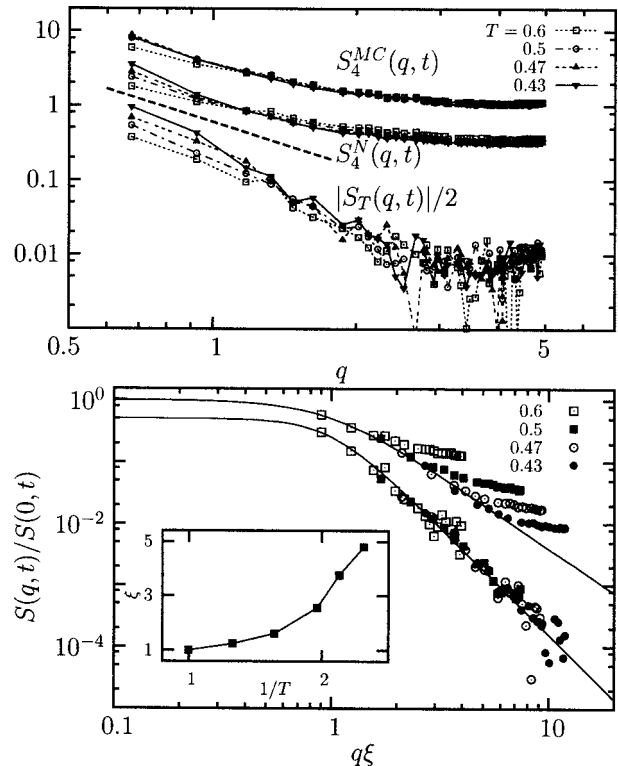 10
1
0.1
0.01
S_4^{MC}(q,t)
S_4^N(q,t)
|S_T(q,t)|/2
T = 0.6
0.5
0.47
0.43
0.5
1
2
5
q
S(q,t)/S(0,t)
10^0
10^{-2}
10^{-4}
0.6
0.5
0.47
0.43
ξ
5
3
1
1
2
1/T
0.1
1
10
qξ